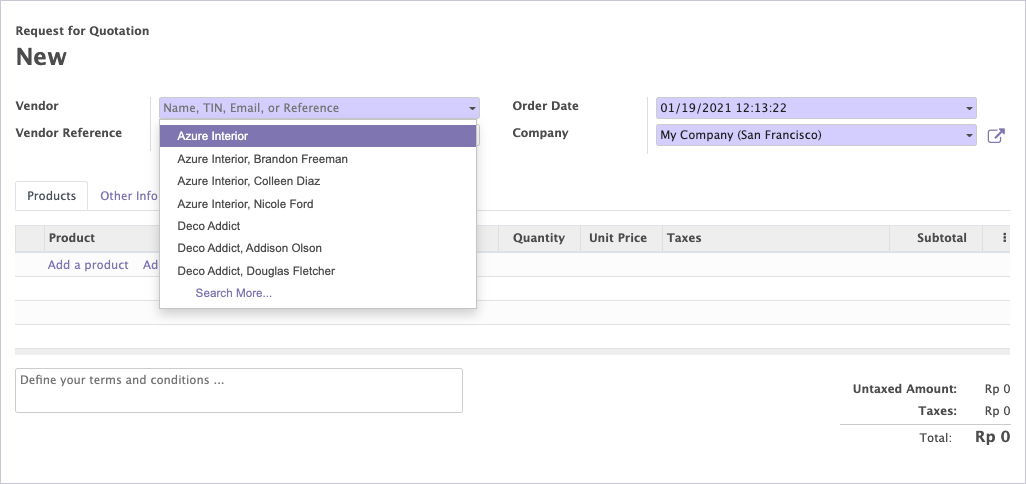 Request for Quotation
New
Vendor
Name, TIN, Email, or Reference
Order Date
01/19/2021 12:13:22
Vendor Reference
Company
My Company (San Francisco)
Azure Interior
Azure Interior, Brandon Freeman
Azure Interior, Colleen Diaz
Azure Interior, Nicole Ford
Deco Addict
Deco Addict, Addison Olson
Deco Addict, Douglas Fletcher
Search More...
Products
Other Info
Product
Quantity
Unit Price
Taxes
Subtotal
Add a product
Ad
Define your terms and conditions ...
Untaxed Amount: Rp 0
Taxes: Rp 0
Total: Rp 0